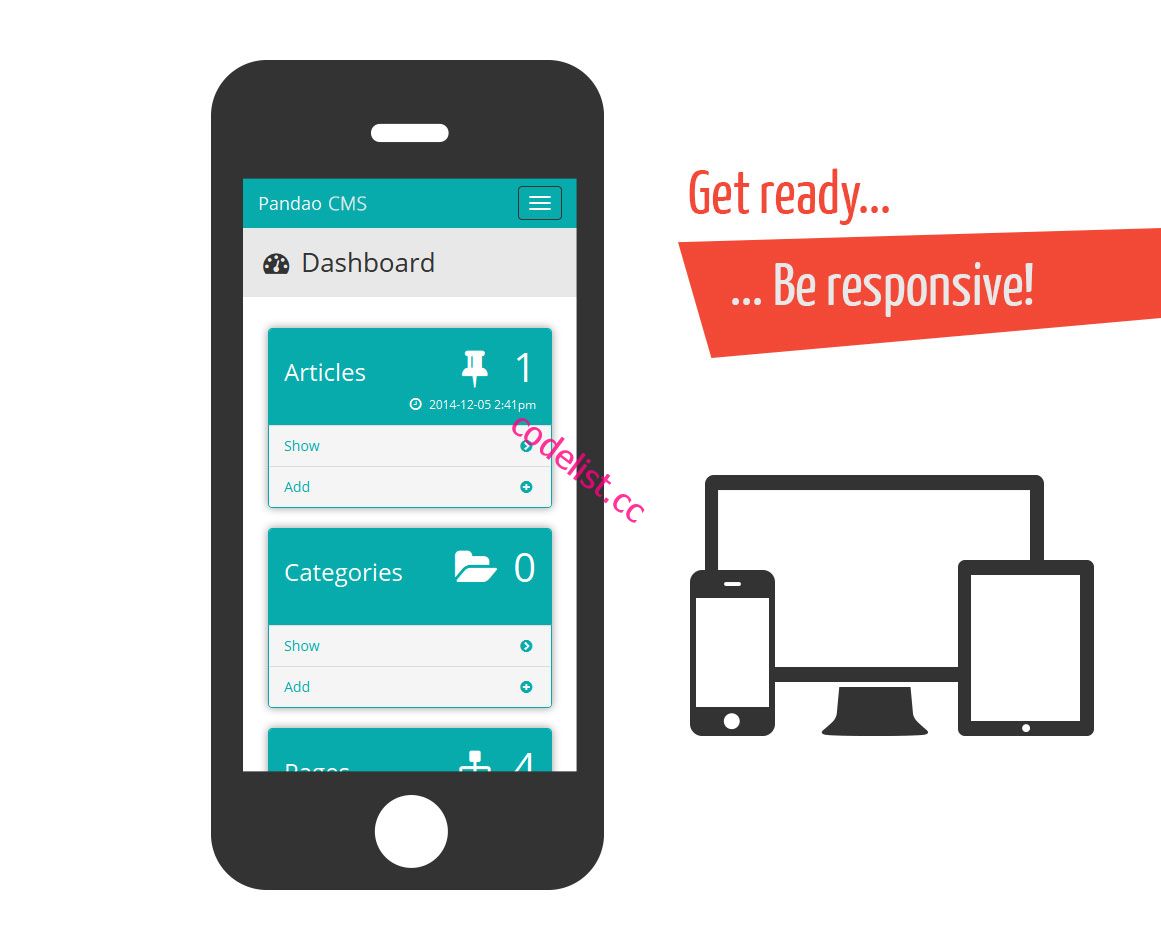 Pandao CMS
Dashboard
Articles 1
2014-12-05 2:41pm
Show
Add
Categories 0
Show
Add
Pages 4
Get ready...
... Be responsive!
codelist.cc